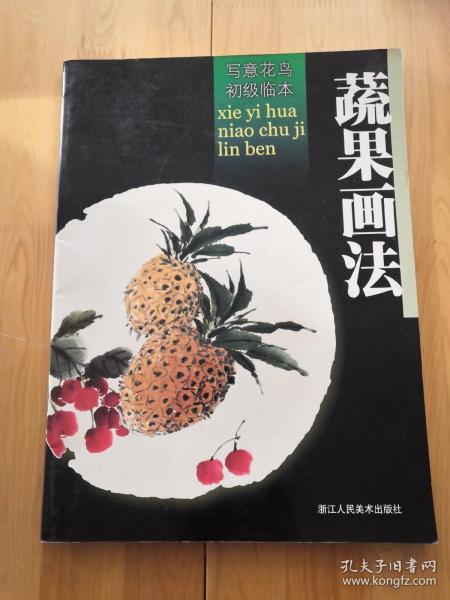 写意花鸟
初级临本
xie yi hua
niao chu ji
lin ben
蔬果画法
浙江人民美术出版社
孔夫子旧书网
www.kongfz.com